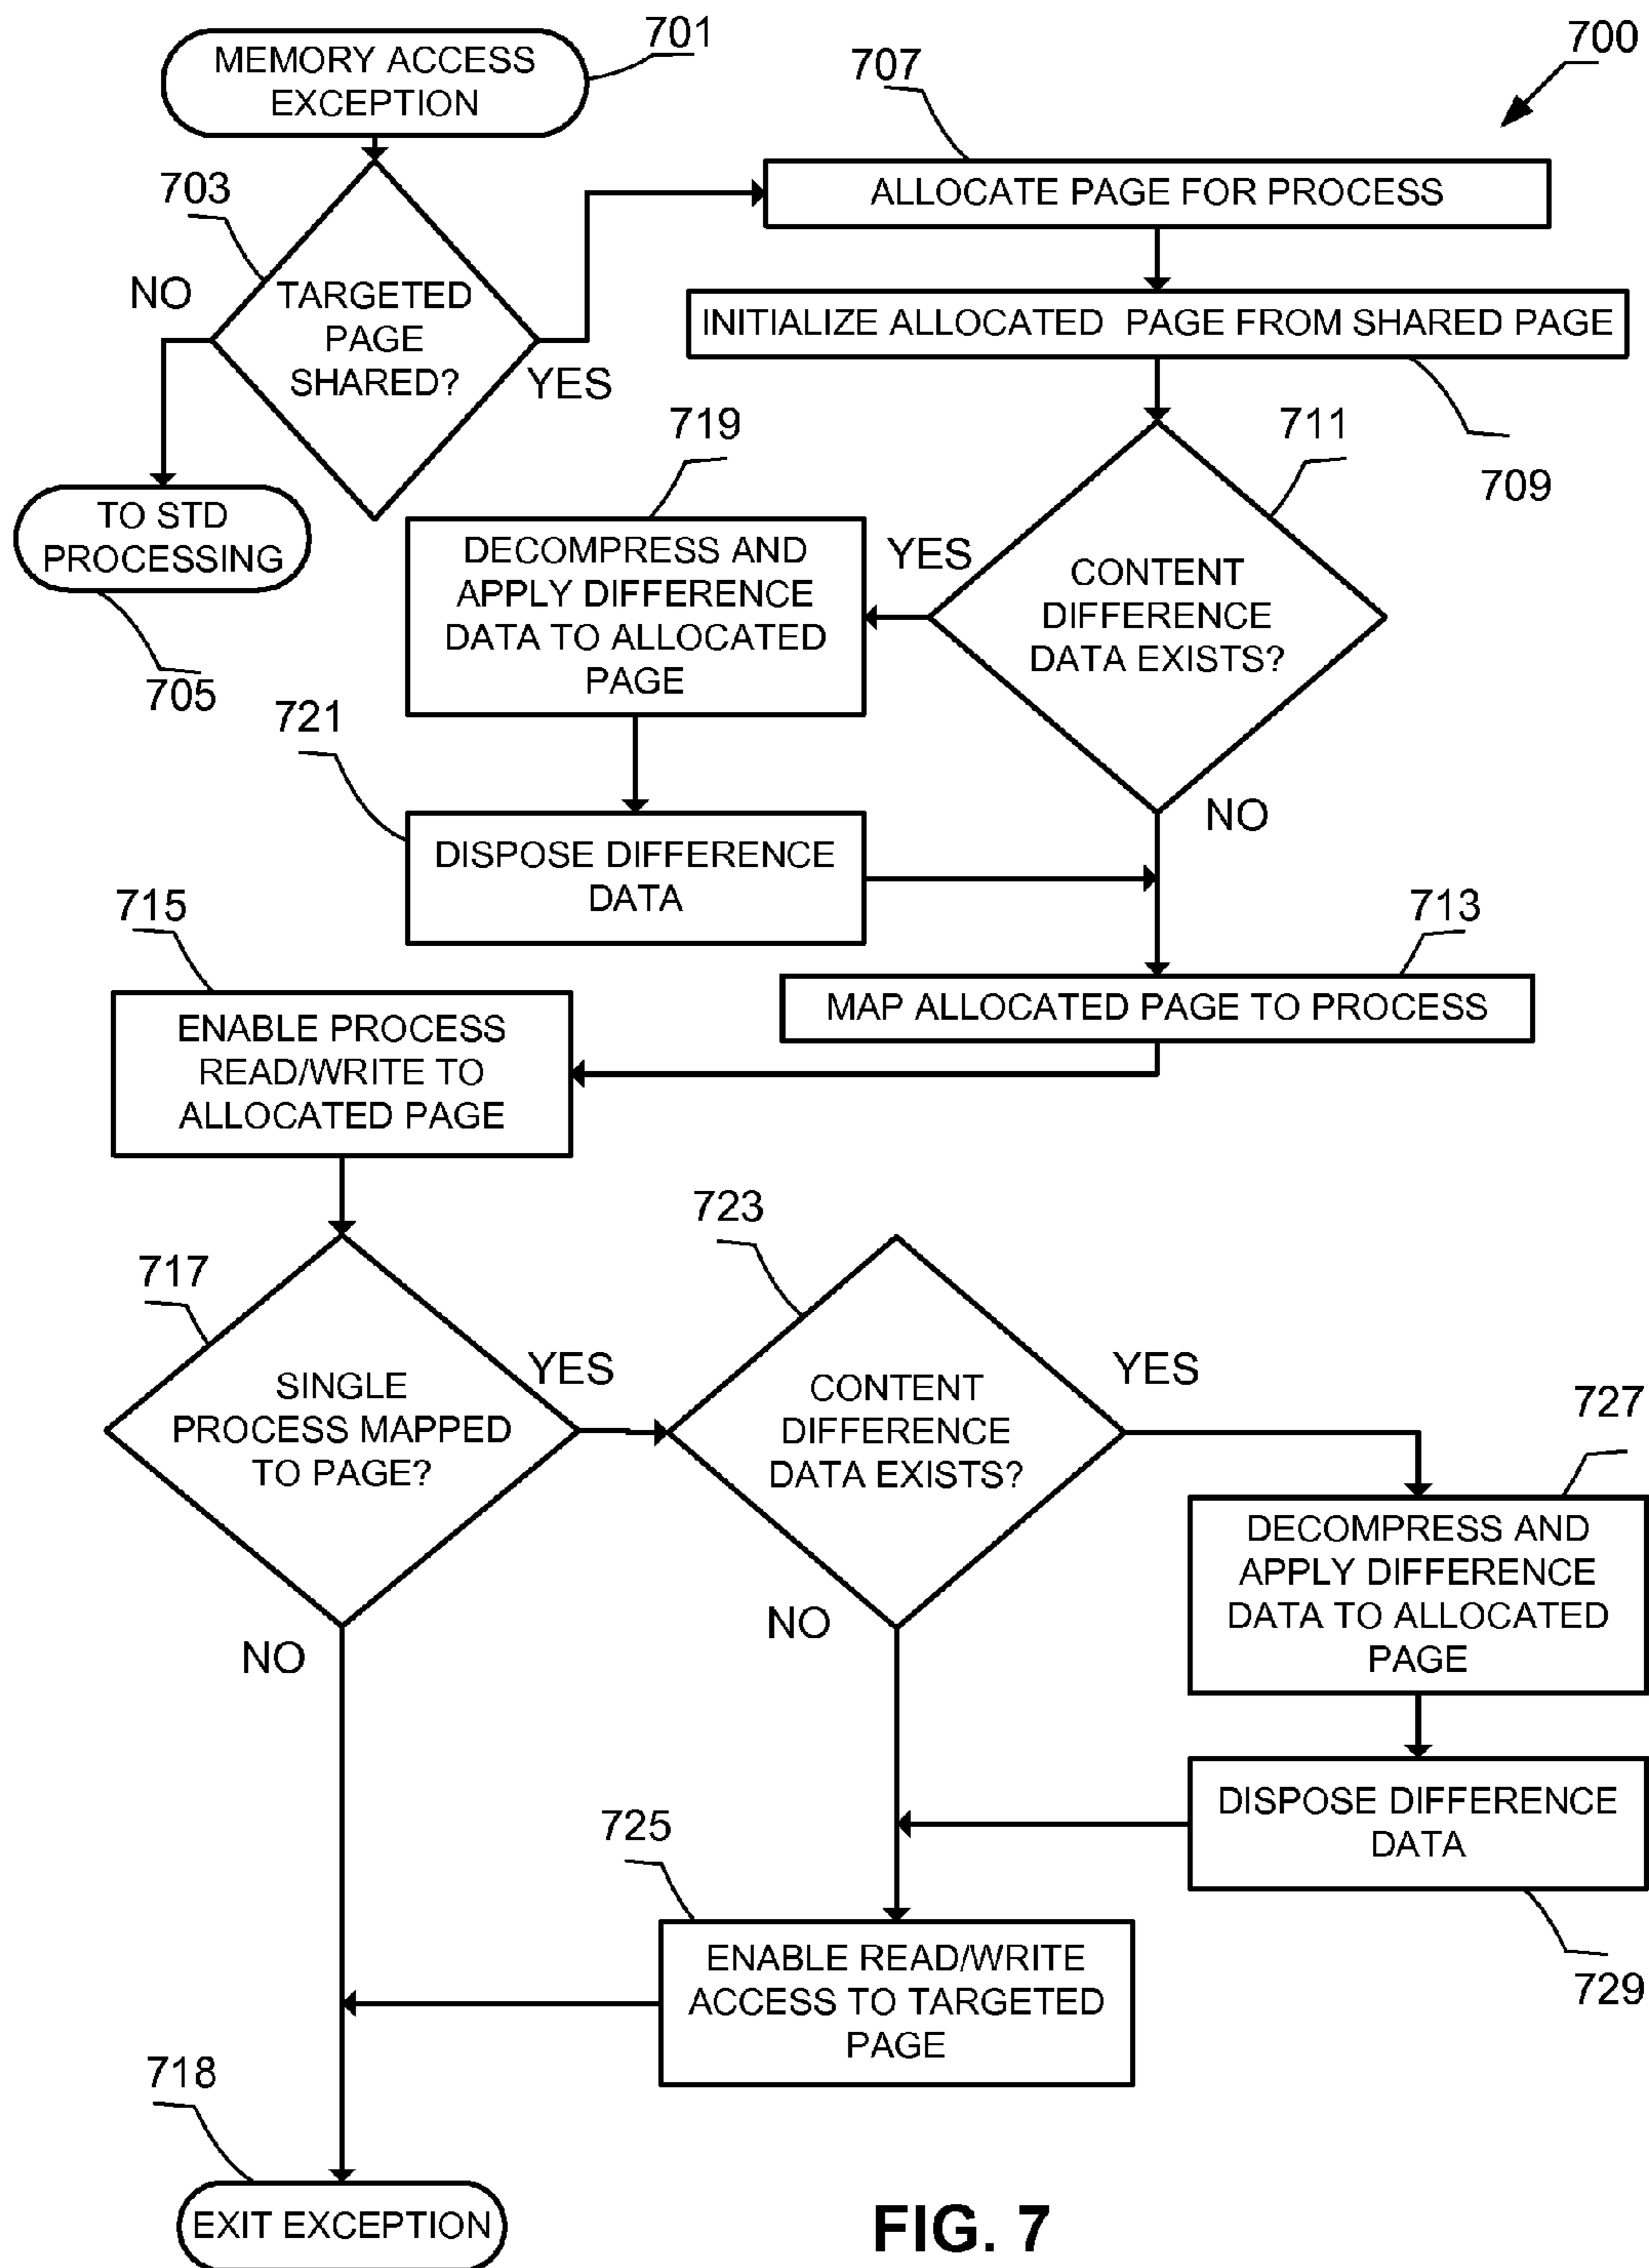 701
MEMORY ACCESS
EXCEPTION
700
707
703
ALLOCATE PAGE FOR PROCESS
NO
TARGETED
PAGE
SHARED?
YES
INITIALIZE ALLOCATED PAGE FROM SHARED PAGE
709
719
711
TO STD
PROCESSING
705
DECOMPRESS AND
APPLY DIFFERENCE
DATA TO ALLOCATED
PAGE
YES
CONTENT
DIFFERENCE
DATA EXISTS?
721
NO
DISPOSE DIFFERENCE
DATA
715
713
MAP ALLOCATED PAGE TO PROCESS
ENABLE PROCESS
READ/WRITE TO
ALLOCATED PAGE
723
717
SINGLE
PROCESS MAPPED
TO PAGE?
YES
CONTENT
DIFFERENCE
DATA EXISTS?
YES
727
DECOMPRESS AND
APPLY DIFFERENCE
DATA TO ALLOCATED
PAGE
NO
NO
DISPOSE DIFFERENCE
DATA
725
729
ENABLE READ/WRITE
ACCESS TO TARGETED
PAGE
718
EXIT EXCEPTION
FIG. 7